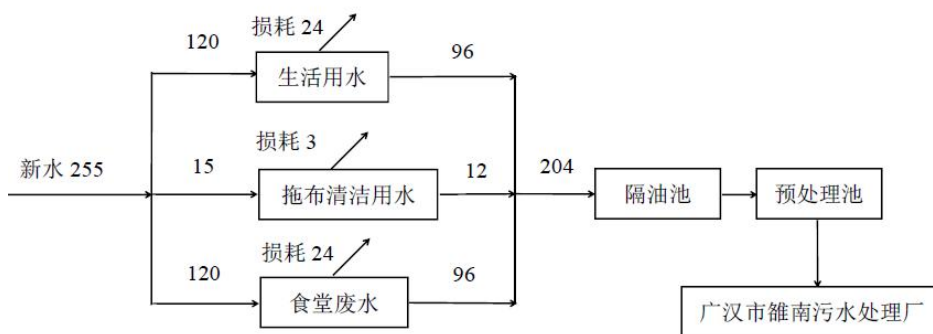 损耗 24
120
96
生活用水
损耗 3
新水 255
15
12
204
拖布清洁用水
隔油池
预处理池
损耗 24
120
96
食堂废水
广汉市雒南污水处理厂